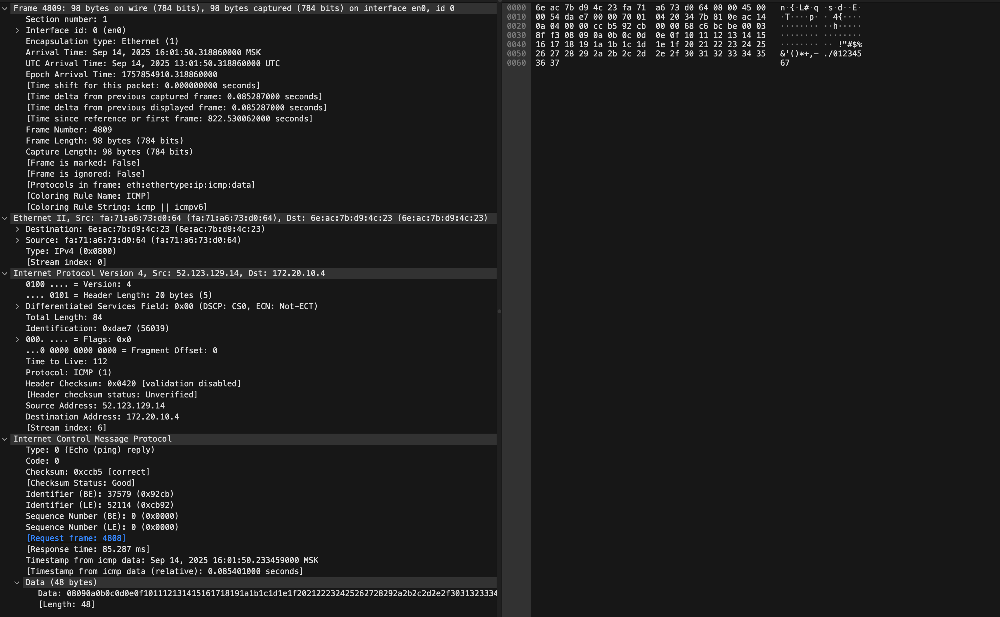 Frame 4809: 98 bytes on wire (784 bits), 98 bytes captured (784 bits) on interface en0, id 0
Section number: 1
Interface id: 0 (en0)
Encapsulation type: Ethernet (1)
Arrival Time: Sep 14, 2025 16:01:50.318860000 MSK
UTC Arrival Time: Sep 14, 2025 13:01:50.318860000 UTC
Epoch Arrival Time: 1757854910.318860000
[Time shift for this packet: 0.000000000 seconds]
[Time delta from previous captured frame: 0.085287000 seconds]
[Time delta from previous displayed frame: 0.085287000 seconds]
[Time since reference or first frame: 822.530062000 seconds]
Frame Number: 4809
Frame Length: 98 bytes (784 bits)
Capture Length: 98 bytes (784 bits)
[Frame is marked: False]
[Frame is ignored: False]
[Protocols in frame: eth:ethertype:ip:icmp:data]
[Coloring Rule Name: ICMP]
[Coloring Rule String: icmp || icmpv6]
Ethernet II, Src: fa:71:a6:73:d0:64 (fa:71:a6:73:d0:64), Dst: 6e:ac:7b:d9:4c:23 (6e:ac:7b:d9:4c:23)
Destination: 6e:ac:7b:d9:4c:23 (6e:ac:7b:d9:4c:23)
Source: fa:71:a6:73:d0:64 (fa:71:a6:73:d0:64)
Type: IPv4 (0x0800)
[Stream index: 0]
Internet Protocol Version 4, Src: 52.123.129.14, Dst: 172.20.10.4
0100 .... = Version: 4
.... 0101 = Header Length: 20 bytes (5)
Differentiated Services Field: 0x00 (DSCP: CS0, ECN: Not-ECT)
Total Length: 84
Identification: 0xdae7 (56039)
000. .... = Flags: 0x0
...0 0000 0000 0000 = Fragment Offset: 0
Time to Live: 112
Protocol: ICMP (1)
Header Checksum: 0x0420 [validation disabled]
[Header checksum status: Unverified]
Source Address: 52.123.129.14
Destination Address: 172.20.10.4
[Stream index: 6]
Internet Control Message Protocol
Type: 0 (Echo (ping) reply)
Code: 0
Checksum: 0xccb5 [correct]
[Checksum Status: Good]
Identifier (BE): 37579 (0x92cb)
Identifier (LE): 52114 (0xcb92)
Sequence Number (BE): 0 (0x0000)
Sequence Number (LE): 0 (0x0000)
[Request frame: 4808]
[Response time: 85.287 ms]
Timestamp from icmp data: Sep 14, 2025 16:01:50.233459000 MSK
[Timestamp from icmp data (relative): 0.085401000 seconds]
Data (48 bytes)
Data: 08090a0b0c0d0e0f101112131415161718191a1b1c1d1e1f202122232425262728292a2b2c2d2e2f3031323334
[Length: 48]
0000 6e ac 7b d9 4c 23 fa 71 a6 73 d0 64 08 00 45 00 n·{·L#·q ·s·d··E·
0010 00 54 da e7 00 00 70 01 04 20 34 7b 81 0e ac 14 ·T····p· · 4{····
0020 0a 04 00 00 cc b5 92 cb 00 00 68 c6 bc be 00 03 ········ ··h·····
0030 8f f3 08 09 0a 0b 0c 0d 0e 0f 10 11 12 13 14 15 ········ ········
0040 16 17 18 19 1a 1b 1c 1d 1e 1f 20 21 22 23 24 25 ········ ·· !"#$%
0050 26 27 28 29 2a 2b 2c 2d 2e 2f 30 31 32 33 34 35 &'()*+,- ./012345
0060 36 37 67